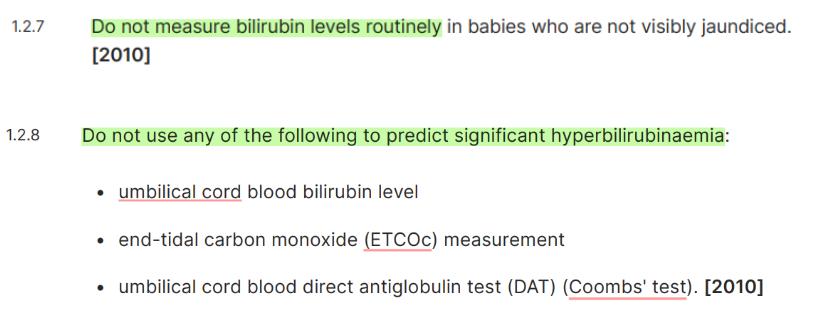 1.2.7 Do not measure bilirubin levels routinely in babies who are not visibly jaundiced.
[2010]
1.2.8 Do not use any of the following to predict significant hyperbilirubinaemia:
• umbilical cord blood bilirubin level
• end-tidal carbon monoxide (ETCOc) measurement
• umbilical cord blood direct antiglobulin test (DAT) (Coombs' test). [2010]